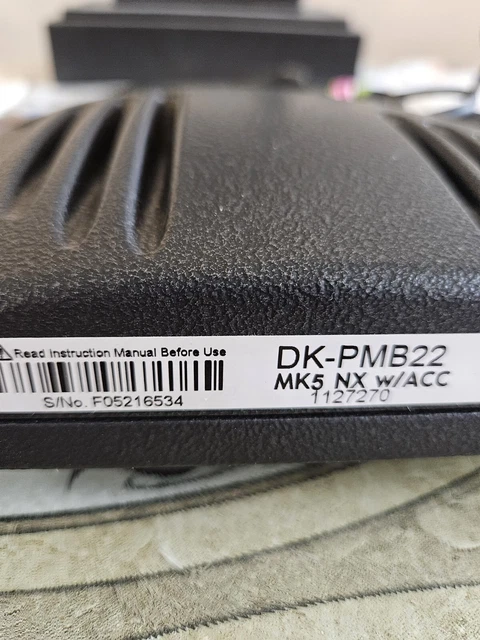 Read Instruction Manual Before Use
S/No. F05216534
DK-PMB22
MK5 NX w/ACC
1127270